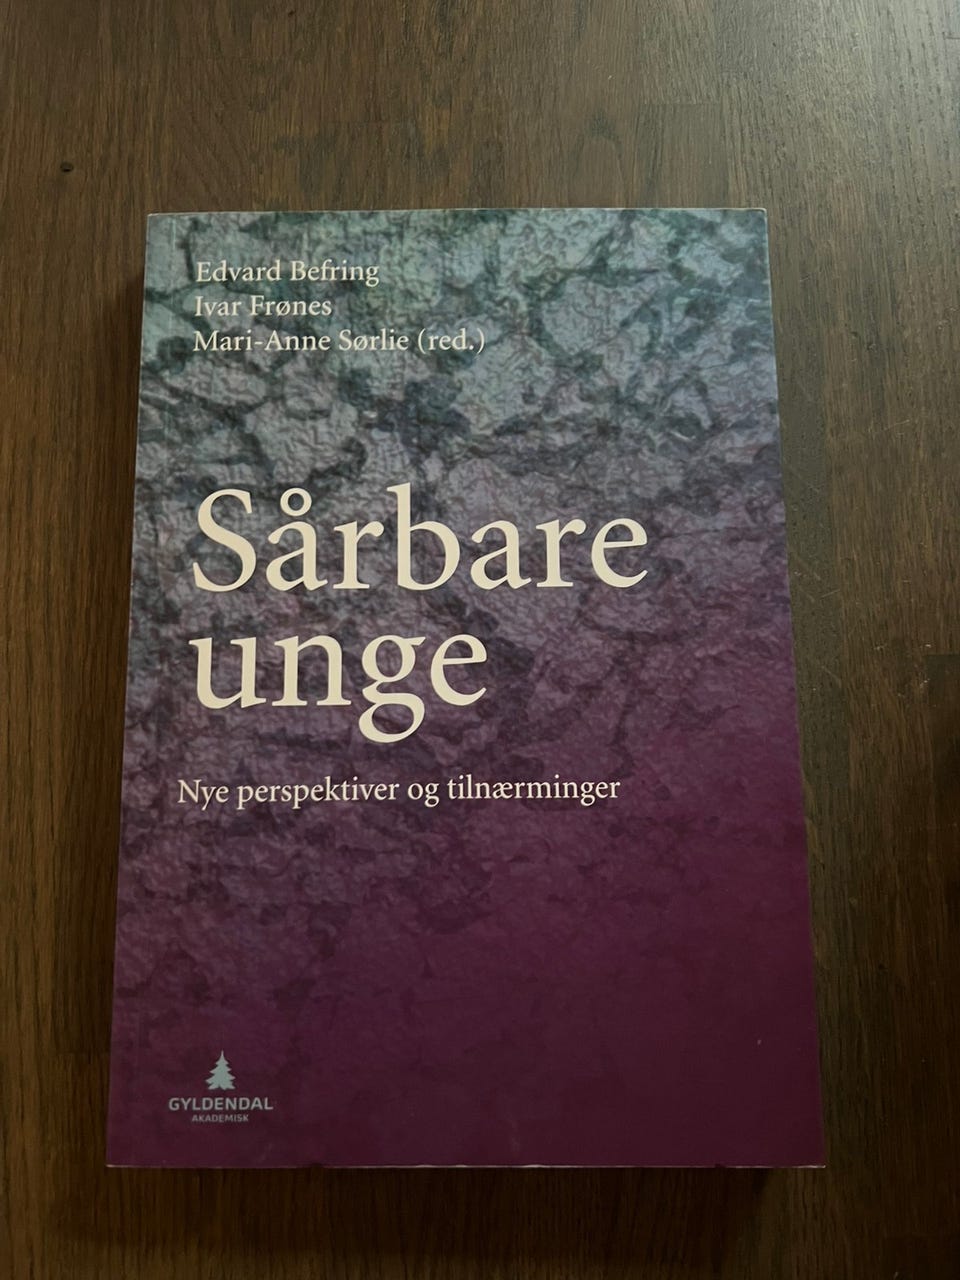 Edvard Befring
Ivar Frønes
Mari-Anne Sørlie (red.)
Sårbare
unge
Nye perspektiver og tilnærminger
GYLDENDAL
AKADEMISK